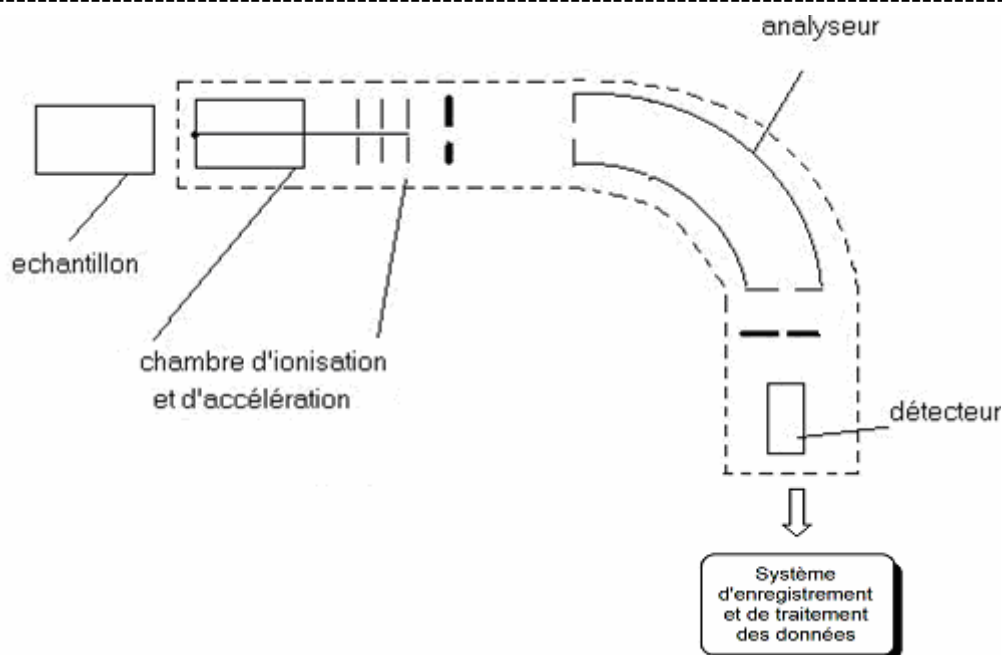 analyseur
echantillon
chambre d'ionisation
et d'accélération
détecteur
Système
d'enregistrement
et de traitement
des données